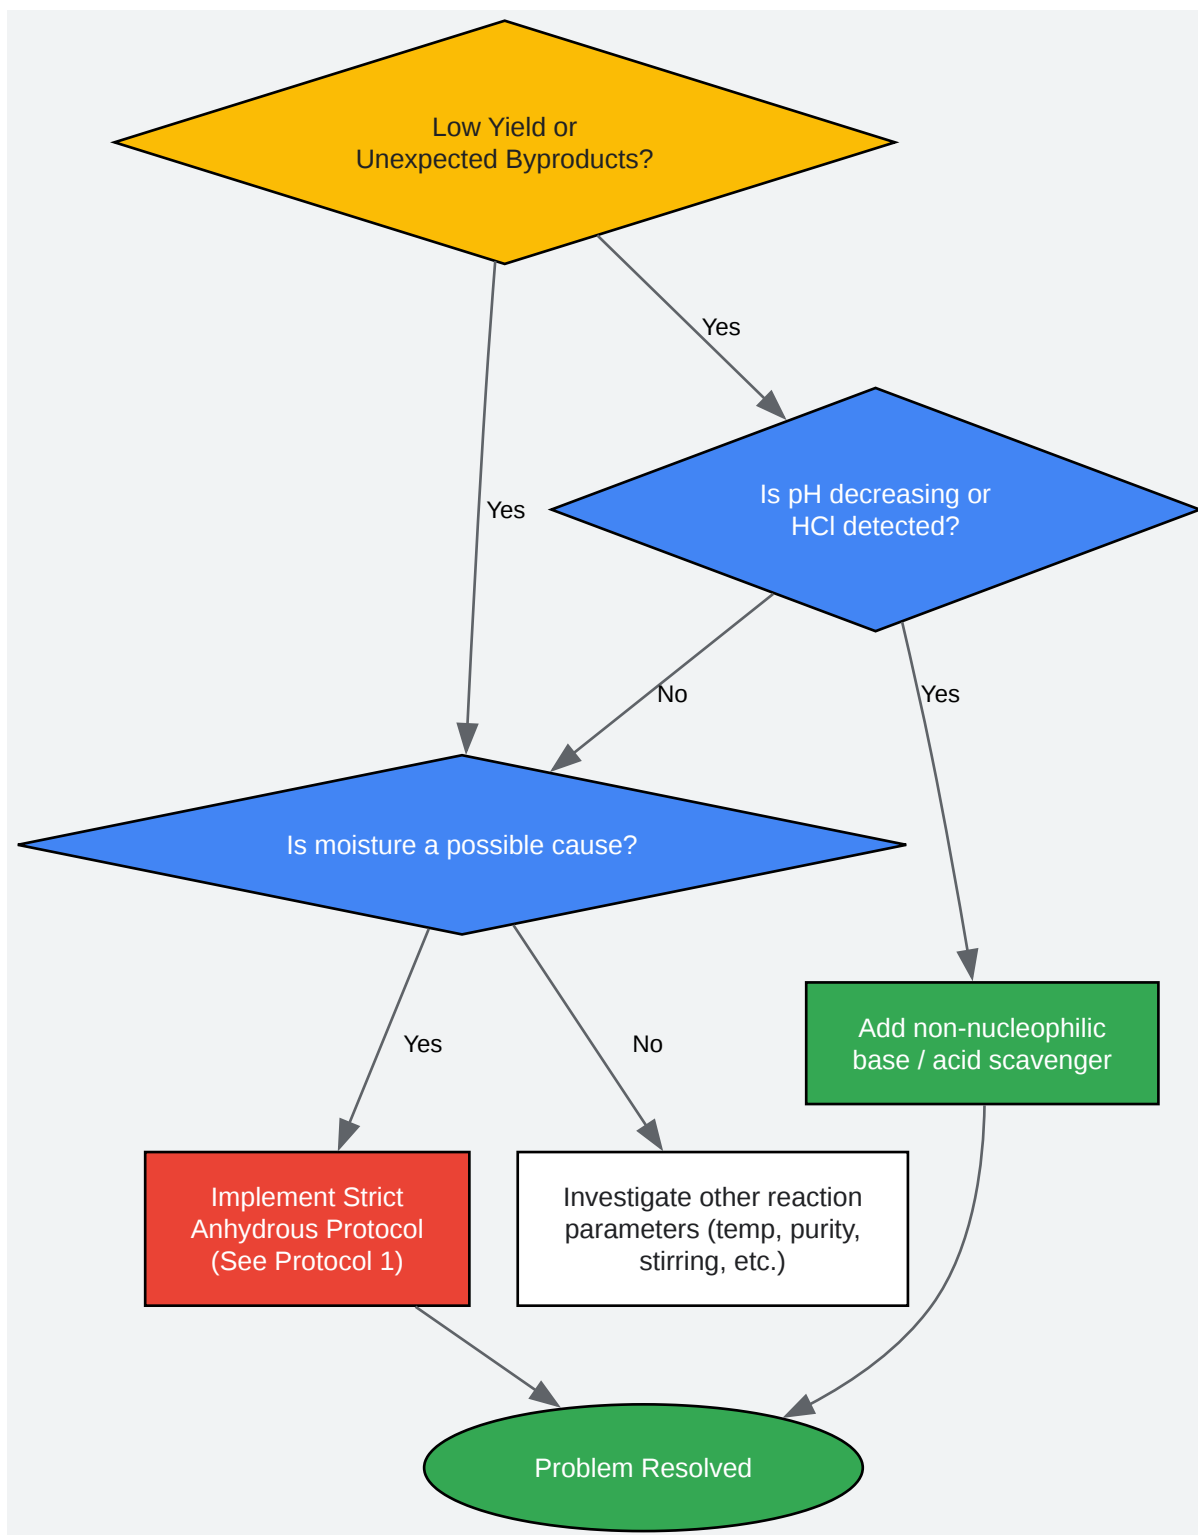 Low Yield or
Unexpected Byproducts?
Yes
Is pH decreasing or
HCl detected?
Yes
No
Yes
Is moisture a possible cause?
Add non-nucleophilic
base / acid scavenger
Yes
No
Implement Strict
Anhydrous Protocol
(See Protocol 1)
Investigate other reaction
parameters (temp, purity,
stirring, etc.)
Problem Resolved